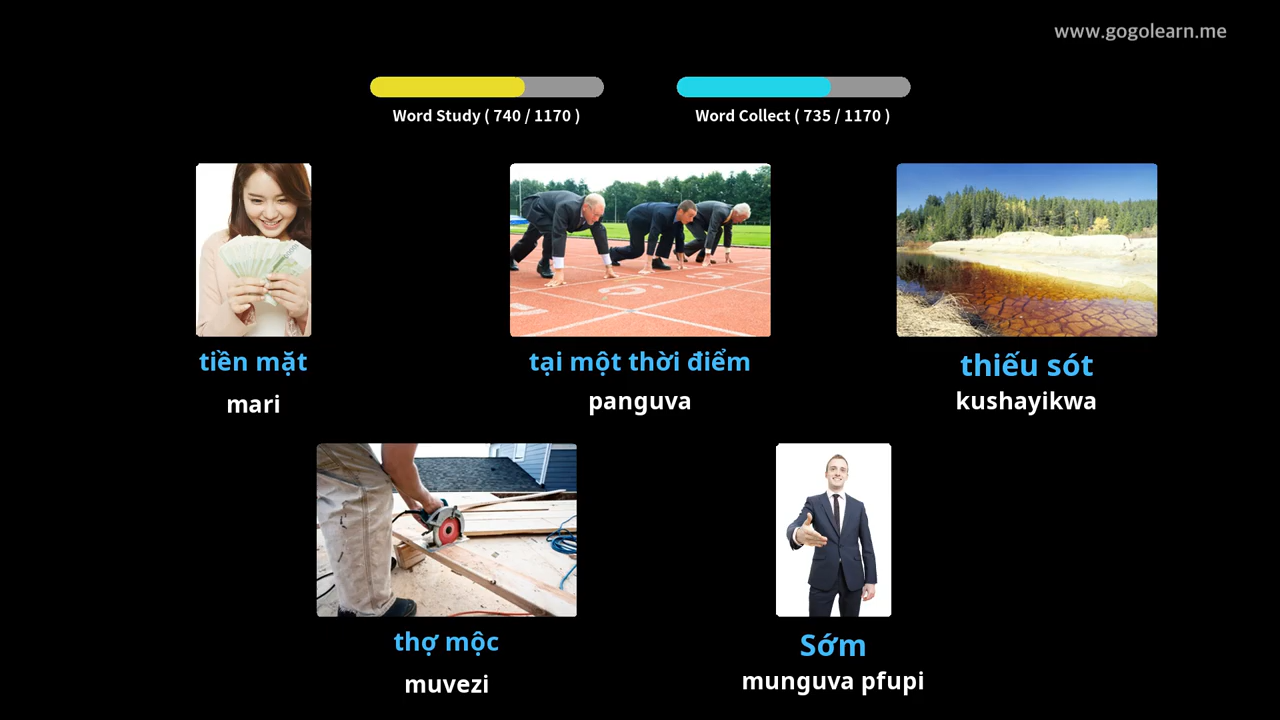 www.gogolearn.me
Word Study ( 740 / 1170 )
Word Collect ( 735 / 1170 )
tiền mặt
mari
tại một thời điểm
panguva
thiếu sót
kushayikwa
thợ mộc
muvezi
Sớm
munguva pfupi